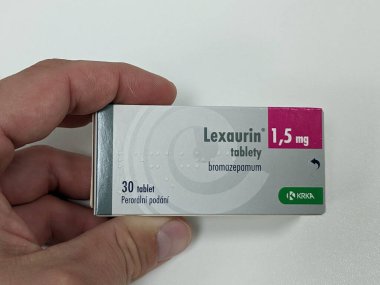 Lexaurin® 1,5 mg
tablety
bromazepamum
30 tablet
Perorální podání
KRKA